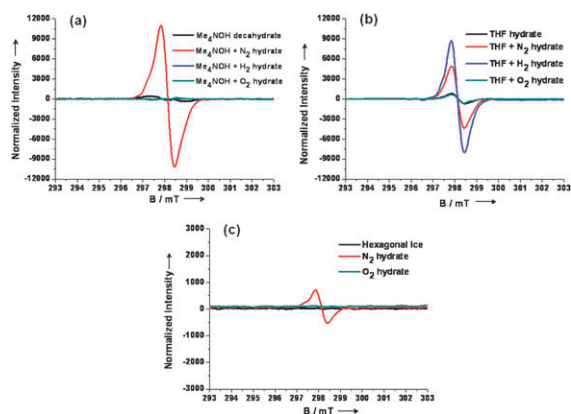 (a)
Me4NOH decahydrate
Me4NOH + N2 hydrate
Me4NOH + H2 hydrate
Me4NOH + O2 hydrate
Normalized Intensity →
12000
9000
6000
3000
0
-3000
-6000
-9000
-12000
293 294 295 296 297 298 299 300 301 302 303
B / mT →
(b)
THF hydrate
THF + N2 hydrate
THF + H2 hydrate
THF + O2 hydrate
Normalized Intensity →
12000
9000
6000
3000
0
-3000
-6000
-9000
-12000
293 294 295 296 297 298 299 300 301 302 303
B / mT →
(c)
Hexagonal Ice
N2 hydrate
O2 hydrate
Normalized Intensity →
3000
2000
1000
0
-1000
-2000
-3000
293 294 295 296 297 298 299 300 301 302 303
B / mT →